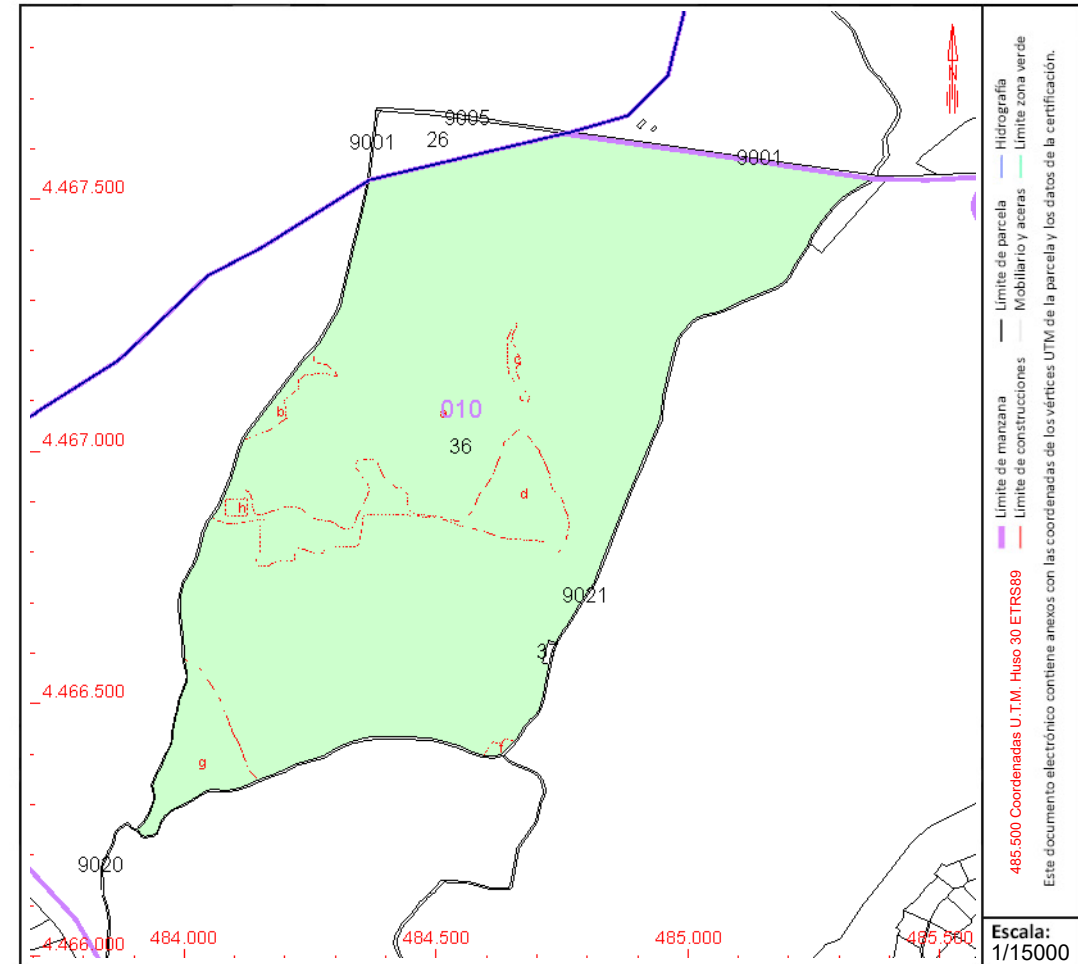 9005
9001
26
9001
4.467.500
c
b
010
a
4.467.000
36
d
h
9021
37
4.466.500
f
g
9020
4.466.000
484.000
484.500
485.000
485.500
N
Hidrografía
Límite zona verde
Límite de parcela
Mobiliario y aceras
Límite de manzana
Límite de construcciones
485.500 Coordenadas U.T.M. Huso 30 ETRS89
Este documento electrónico contiene anexos con las coordenadas de los vértices UTM de la parcela y los datos de la certificación.
Escala:
1/15000